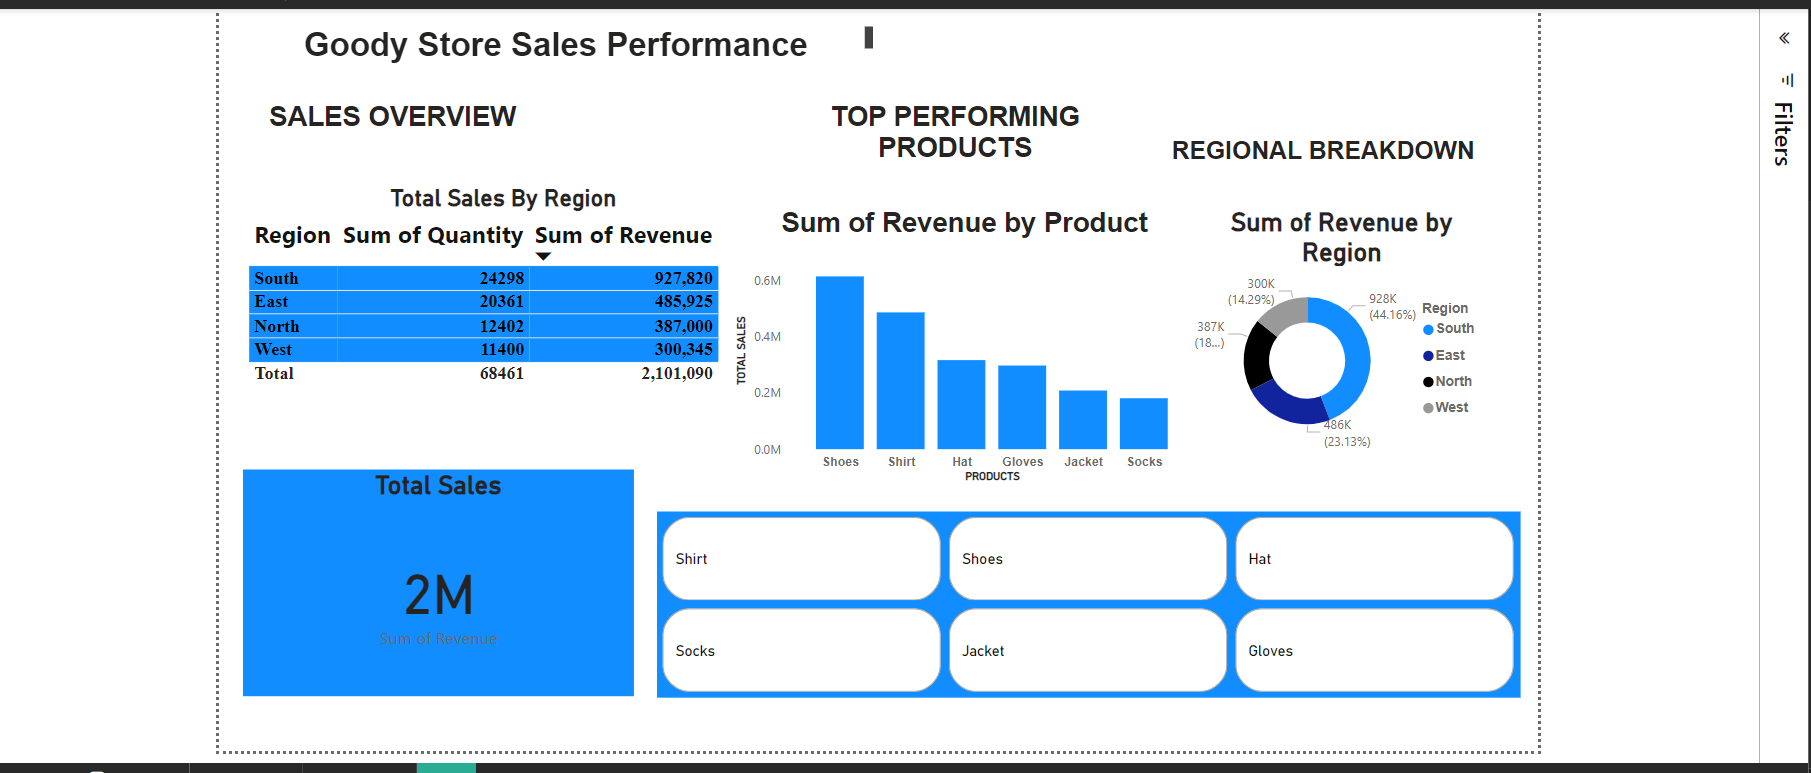 Goody Store Sales Performance
SALES OVERVIEW
TOP PERFORMING
PRODUCTS
REGIONAL BREAKDOWN
Total Sales By Region
Region Sum of Quantity Sum of Revenue
South 24298 927,820
East 20361 485,925
North 12402 387,000
West 11400 300,345
Total 68461 2,101,090
Sum of Revenue by Product
TOTAL SALES
0.6M
0.4M
0.2M
0.0M
Shoes Shirt Hat Gloves Jacket Socks
PRODUCTS
Sum of Revenue by
Region
300K
(14.29%)
387K
(18...)
928K
(44.16%)
486K
(23.13%)
Region
South
East
North
West
Total Sales
2M
Sum of Revenue
Shirt Shoes Hat
Socks Jacket Gloves
Filters